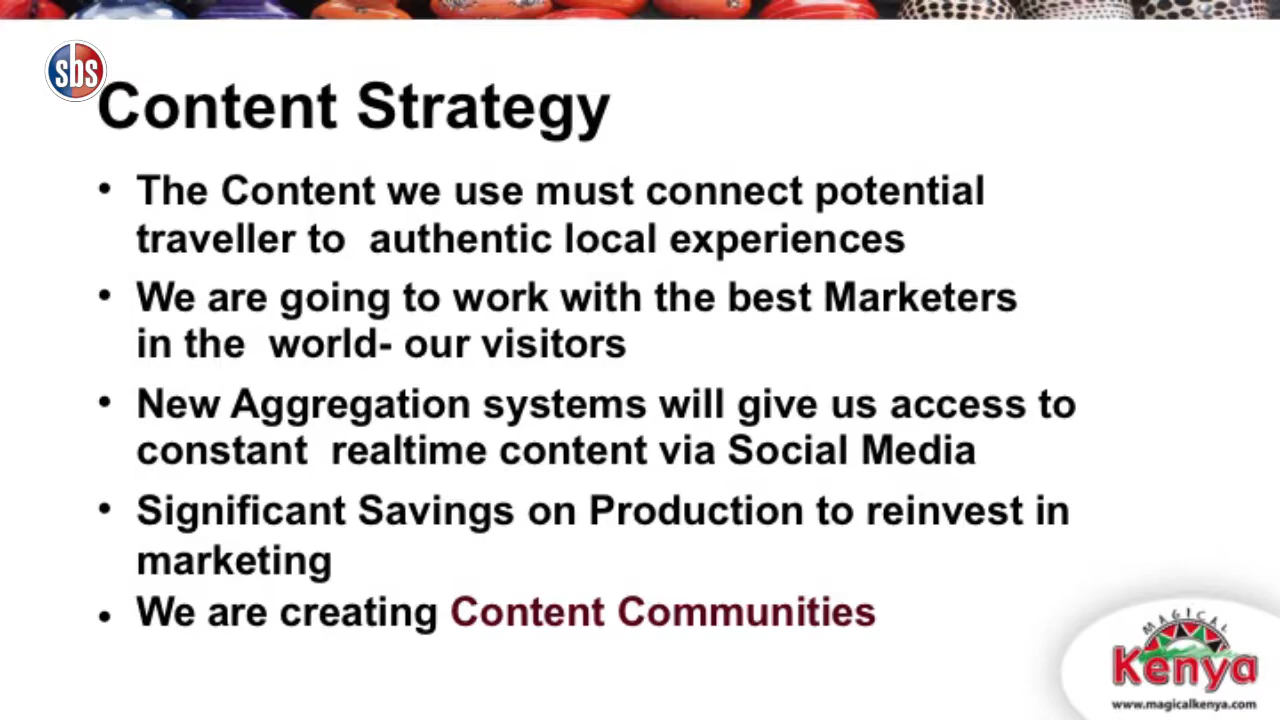 sbs
Content Strategy
• The Content we use must connect potential
traveller to  authentic local experiences
• We are going to work with the best Marketers
in the  world- our visitors
• New Aggregation systems will give us access to
constant  realtime content via Social Media
• Significant Savings on Production to reinvest in
marketing
• We are creating Content Communities
MAGICAL
Kenya
www.magicalkenya.com